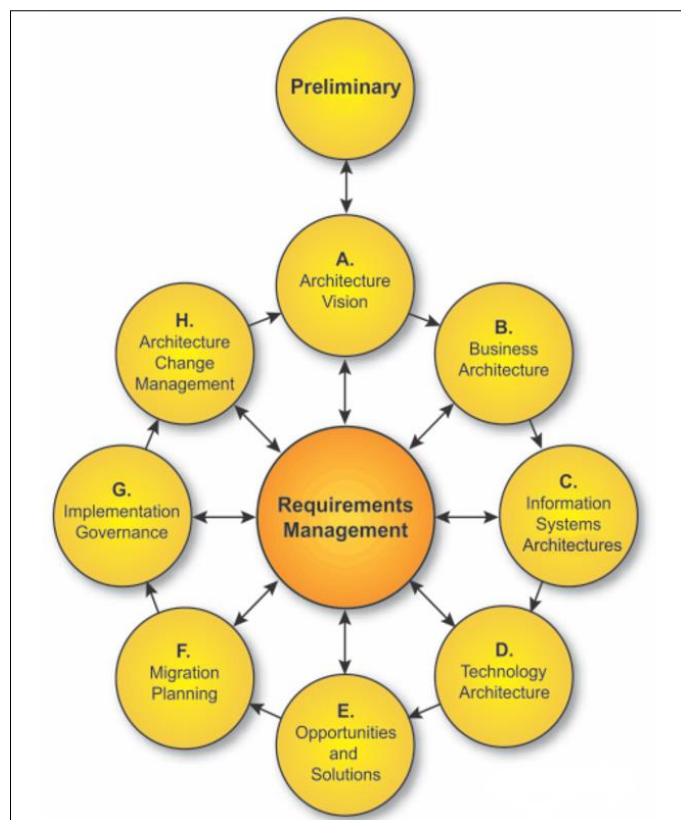 Preliminary
A.
Architecture
Vision
B.
Business
Architecture
C.
Information
Systems
Architectures
D.
Technology
Architecture
E.
Opportunities
and
Solutions
F.
Migration
Planning
G.
Implementation
Governance
H.
Architecture
Change
Management
Requirements
Management